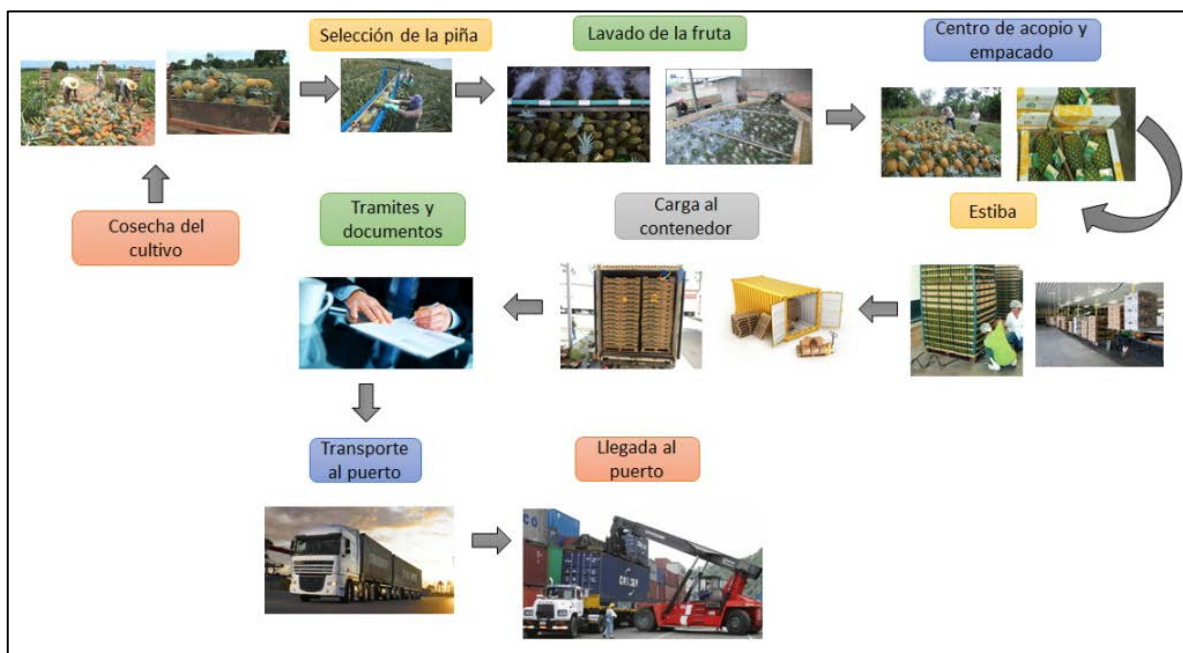 Selección de la piña
Lavado de la fruta
Centro de acopio y
empacado
Cosecha del
cultivo
Tramites y
documentos
Carga al
contenedor
Estiba
Transporte
al puerto
Llegada al
puerto